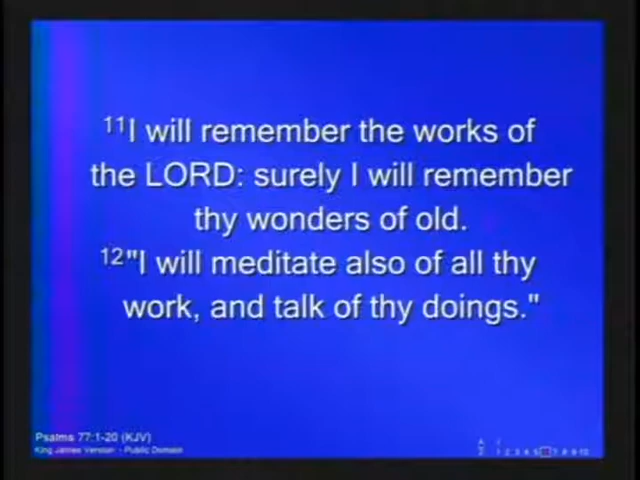 11I will remember the works of
the LORD: surely I will remember
thy wonders of old.
12"I will meditate also of all thy
work, and talk of thy doings."
Psalms 77:1-20 (KJV)
King James Version - Public Domain